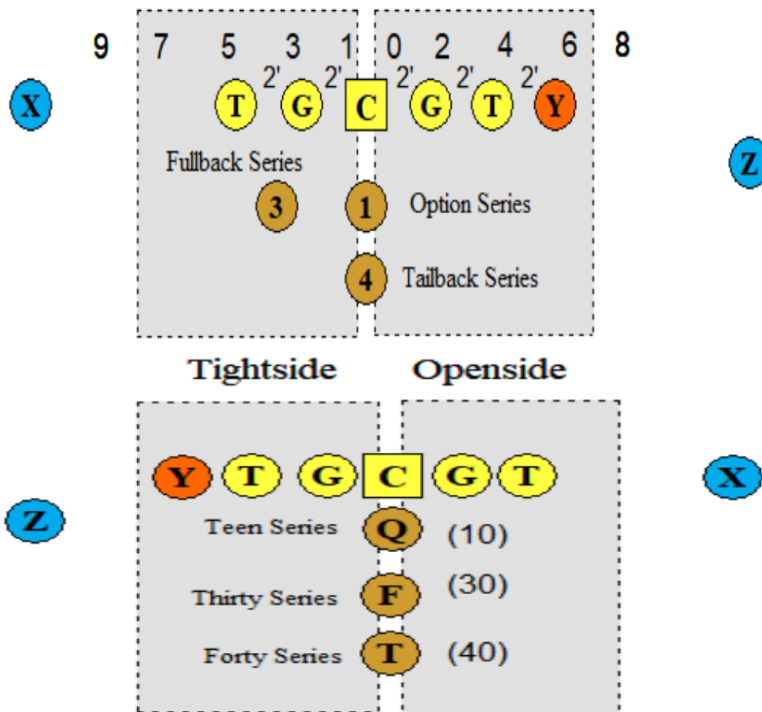 9 7 5 3 1 0 2 4 6 8
2' 2' 2' 2' 2'
X T G C G T Y
Z
Fullback Series
3 1 Option Series
4 Tailback Series
Tightside Openside
Y T G C G T X
Z
Teen Series Q (10)
Thirty Series F (30)
Forty Series T (40)